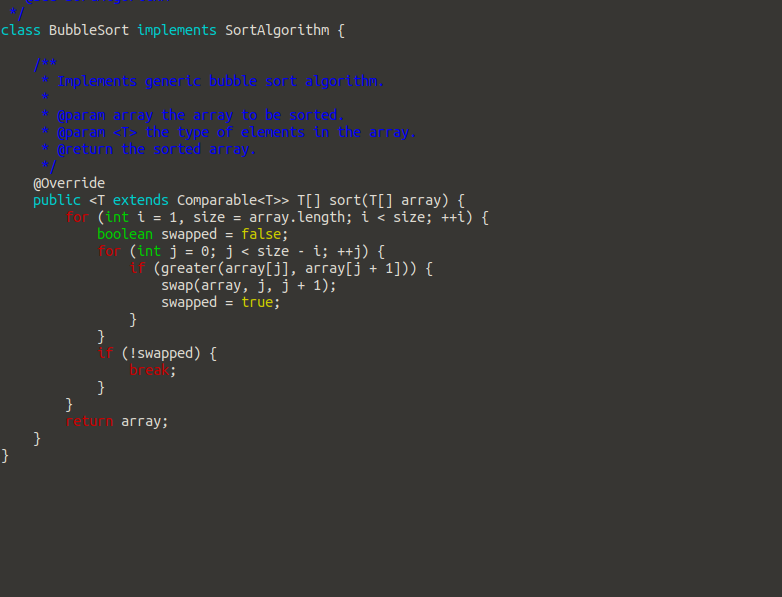 */
class BubbleSort implements SortAlgorithm {

    /**
     * Implements generic bubble sort algorithm.
     *
     * @param array the array to be sorted.
     * @param <T> the type of elements in the array.
     * @return the sorted array.
     */
    @Override
    public <T extends Comparable<T>> T[] sort(T[] array) {
        for (int i = 1, size = array.length; i < size; ++i) {
            boolean swapped = false;
            for (int j = 0; j < size - i; ++j) {
                if (greater(array[j], array[j + 1])) {
                    swap(array, j, j + 1);
                    swapped = true;
                }
            }
            if (!swapped) {
                break;
            }
        }
        return array;
    }
}